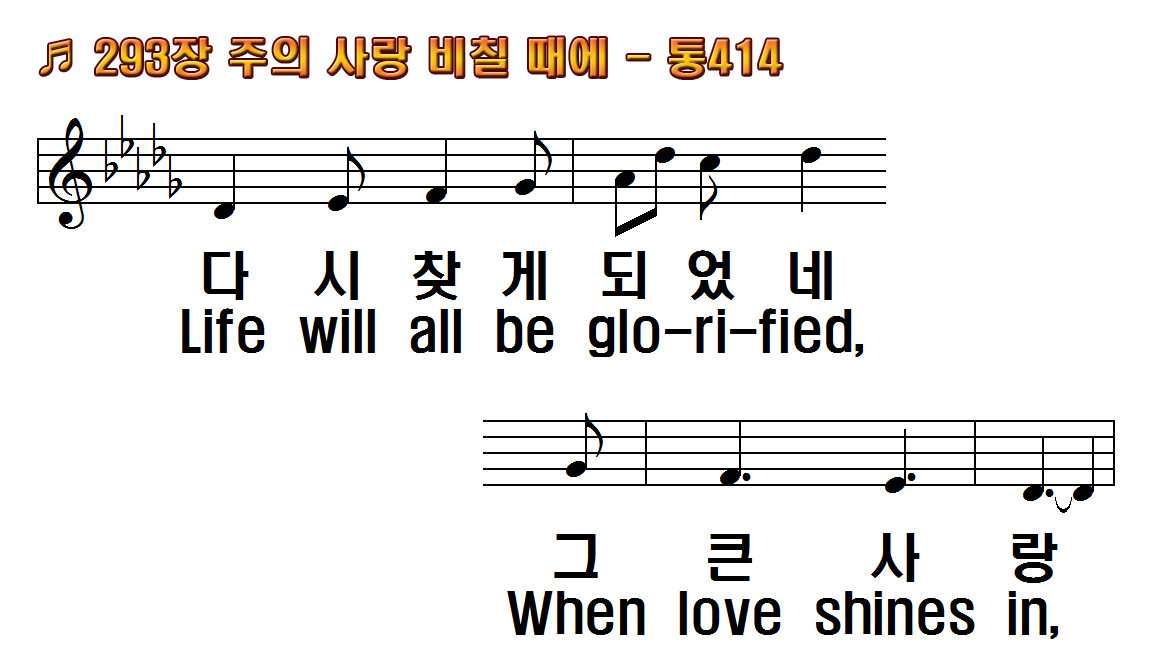 ♬ 293장 주의 사랑 비칠 때에 - 통414
다 시 찾 게 되 었 네
Life will all be glo-ri-fied,
그 큰 사 랑
When love shines in,